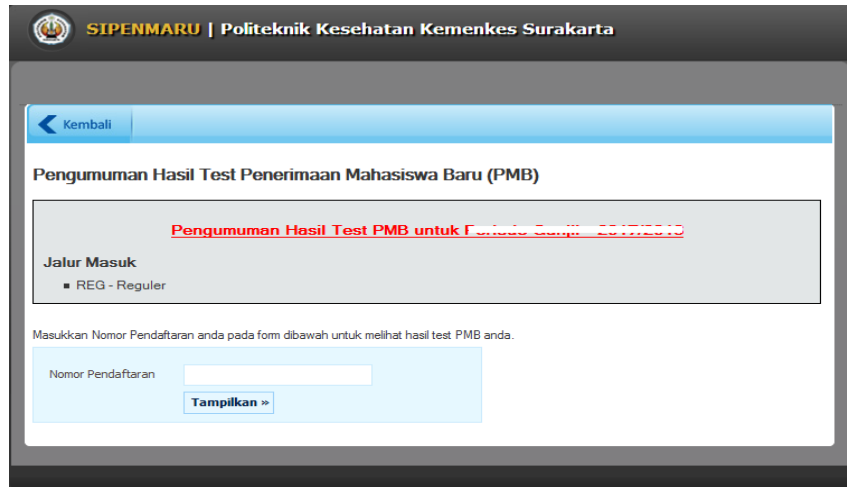 SIPENMARU | Politeknik Kesehatan Kemenkes Surakarta
Kembali
Pengumuman Hasil Test Penerimaan Mahasiswa Baru (PMB)
Pengumuman Hasil Test PMB untuk
Jalur Masuk
REG - Reguler
Masukkan Nomor Pendaftaran anda pada form dibawah untuk melihat hasil test PMB anda.
Nomor Pendaftaran
Tampilkan »